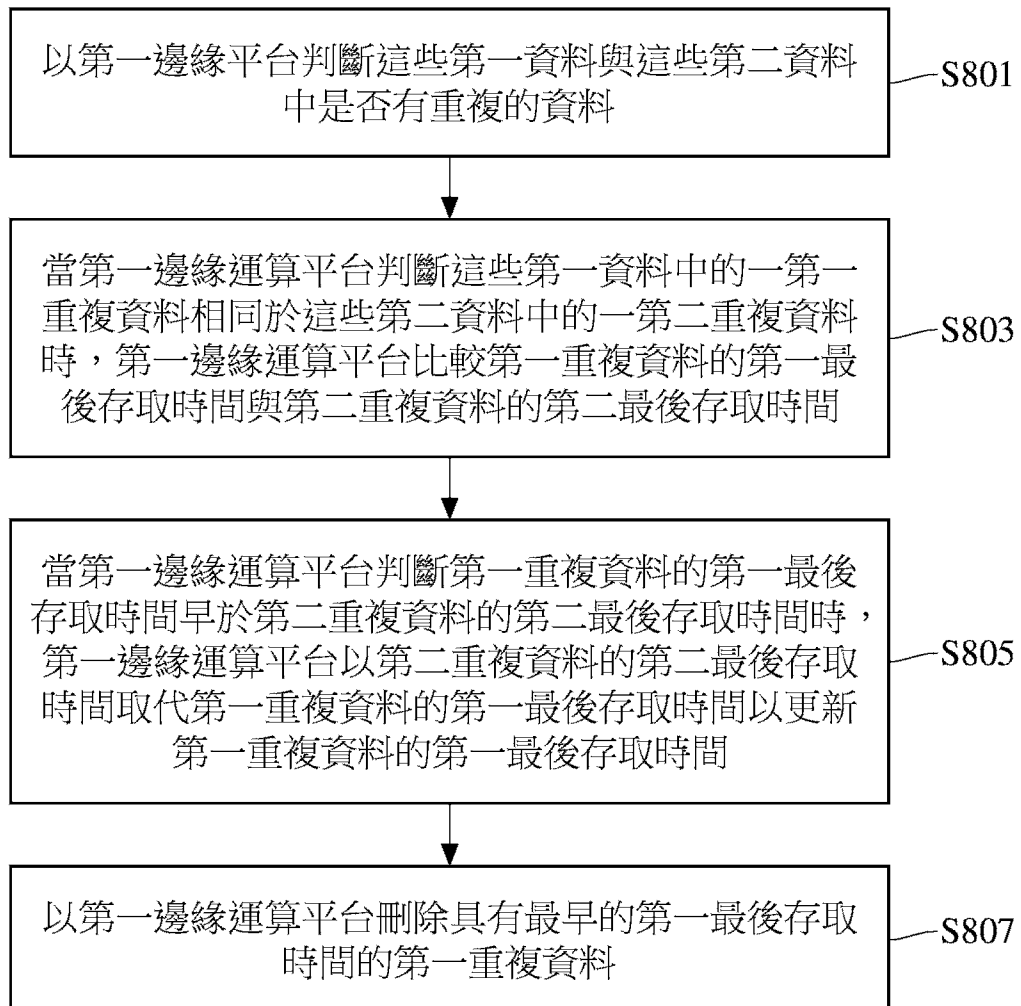 以第一邊緣平台判斷這些第一資料與這些第二資料
中是否有重複的資料
S801
當第一邊緣運算平台判斷這些第一資料中的一第一
重複資料相同於這些第二資料中的一第二重複資料
時，第一邊緣運算平台比較第一重複資料的第一最
後存取時間與第二重複資料的第二最後存取時間
S803
當第一邊緣運算平台判斷第一重複資料的第一最後
存取時間早於第二重複資料的第二最後存取時間時，
第一邊緣運算平台以第二重複資料的第二最後存取
時間取代第一重複資料的第一最後存取時間以更新
第一重複資料的第一最後存取時間
S805
以第一邊緣運算平台刪除具有最早的第一最後存取
時間的第一重複資料
S807